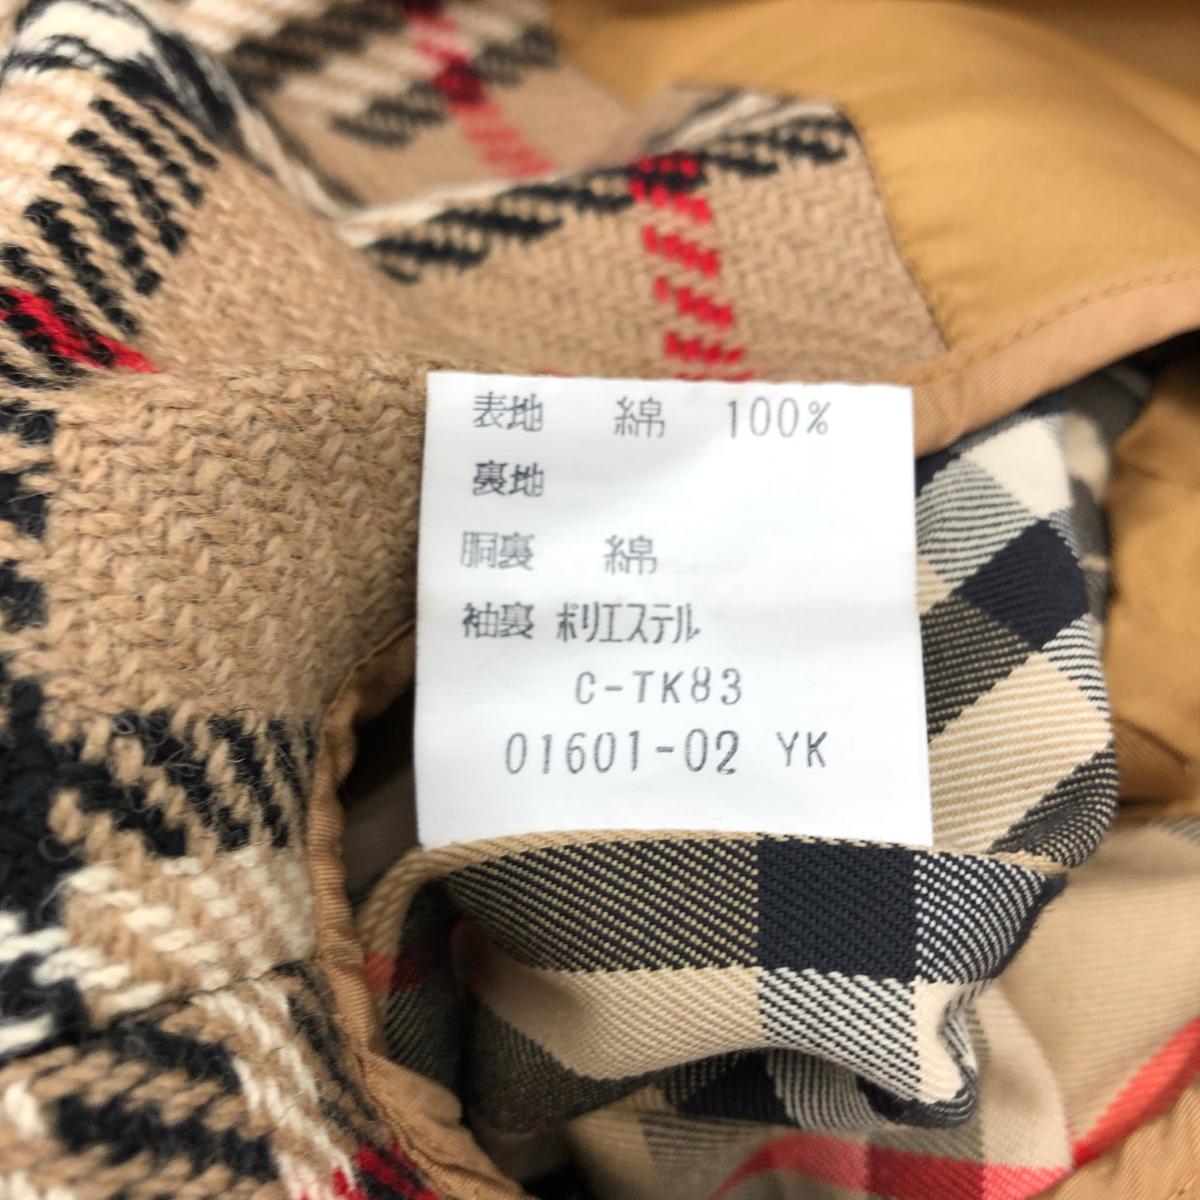 表地 綿 100%
裏地
胴裏 綿
袖裏 ポリエステル
C-TK83
01601-02 YK